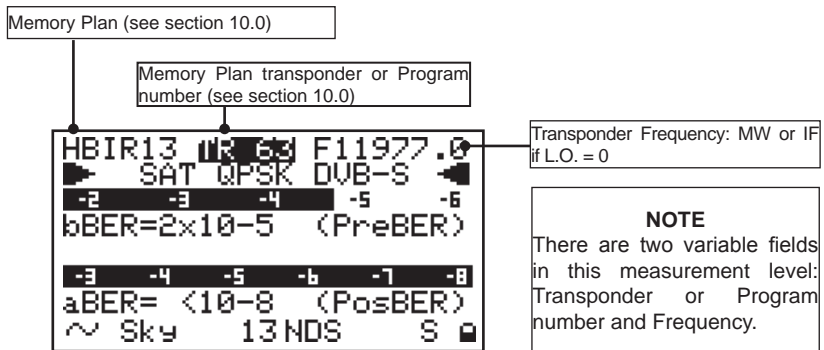 Memory Plan (see section 10.0)
Memory Plan transponder or Program
number (see section 10.0)
HBIR13 TR 63 F11977.0
SAT QPSK DVB-S
-2 -3 -4 -5 -6
bBER=2x10-5 (PreBER)
-3 -4 -5 -6 -7 -8
aBER= <10-8 (PosBER)
~ Sky 13NDS S
Transponder Frequency: MW or IF
if L.O. = 0
NOTE
There are two variable fields
in this measurement level:
Transponder or Program
number and Frequency.